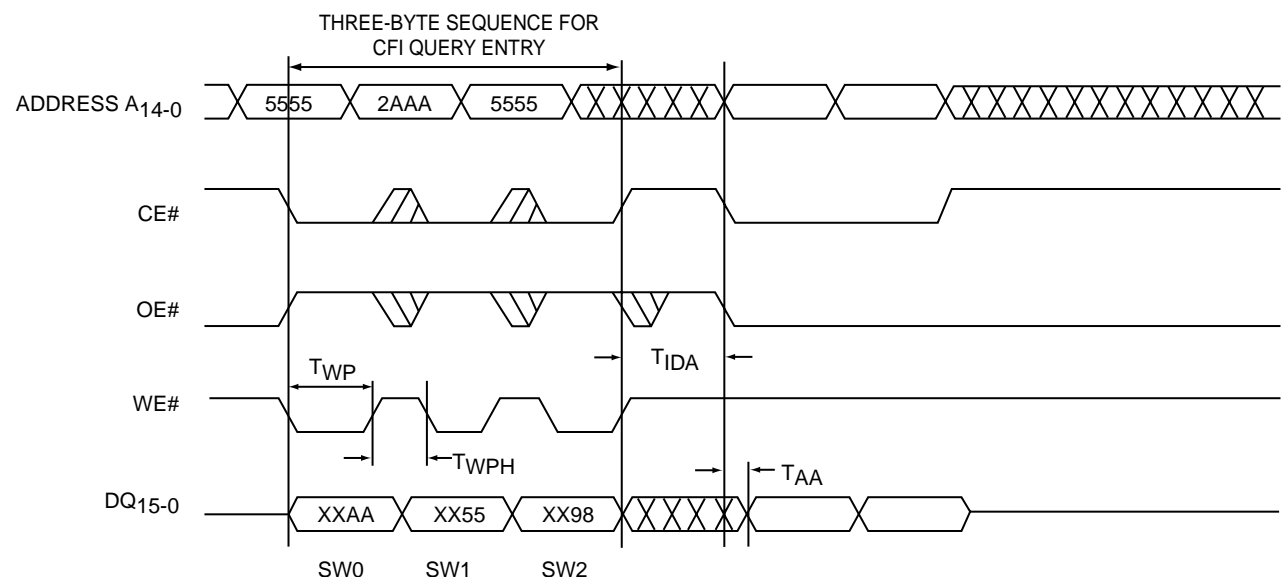 THREE-BYTE SEQUENCE FOR
CFI QUERY ENTRY
ADDRESS A14-0
5555 2AAA 5555
CE#
OE#
TIDA
TWP
WE#
TWPH
TAA
DQ15-0
XXAA XX55 XX98
SW0 SW1 SW2